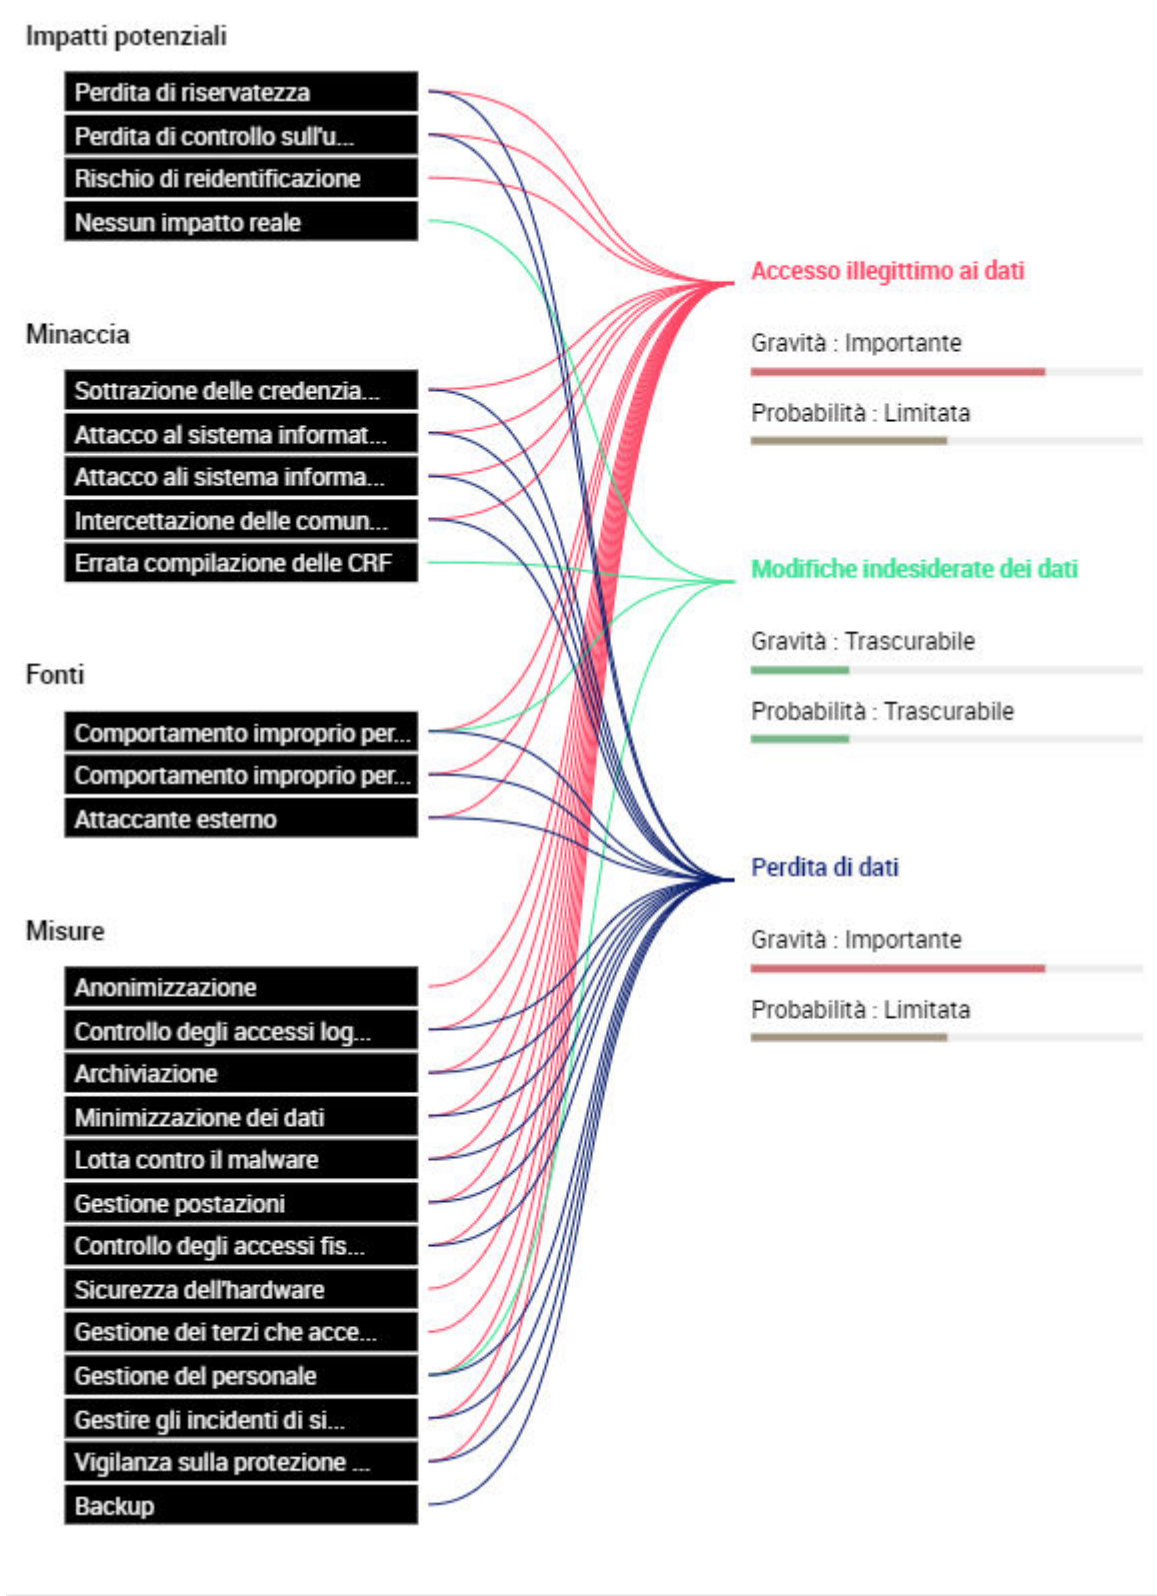 Impatti potenziali
Perdita di riservatezza
Perdita di controllo sull'u...
Rischio di reidentificazione
Nessun impatto reale
Minaccia
Sottrazione delle credenzia...
Attacco al sistema informat...
Attacco ali sistema informa...
Intercettazione delle comun...
Errata compilazione delle CRF
Fonti
Comportamento improprio per...
Comportamento improprio per...
Attaccante esterno
Misure
Anonimizzazione
Controllo degli accessi log...
Archiviazione
Minimizzazione dei dati
Lotta contro il malware
Gestione postazioni
Controllo degli accessi fis...
Sicurezza dell'hardware
Gestione dei terzi che acce...
Gestione del personale
Gestire gli incidenti di si...
Vigilanza sulla protezione ...
Backup
Accesso illegittimo ai dati
Gravità : Importante
Probabilità : Limitata
Modifiche indesiderate dei dati
Gravità : Trascurabile
Probabilità : Trascurabile
Perdita di dati
Gravità : Importante
Probabilità : Limitata